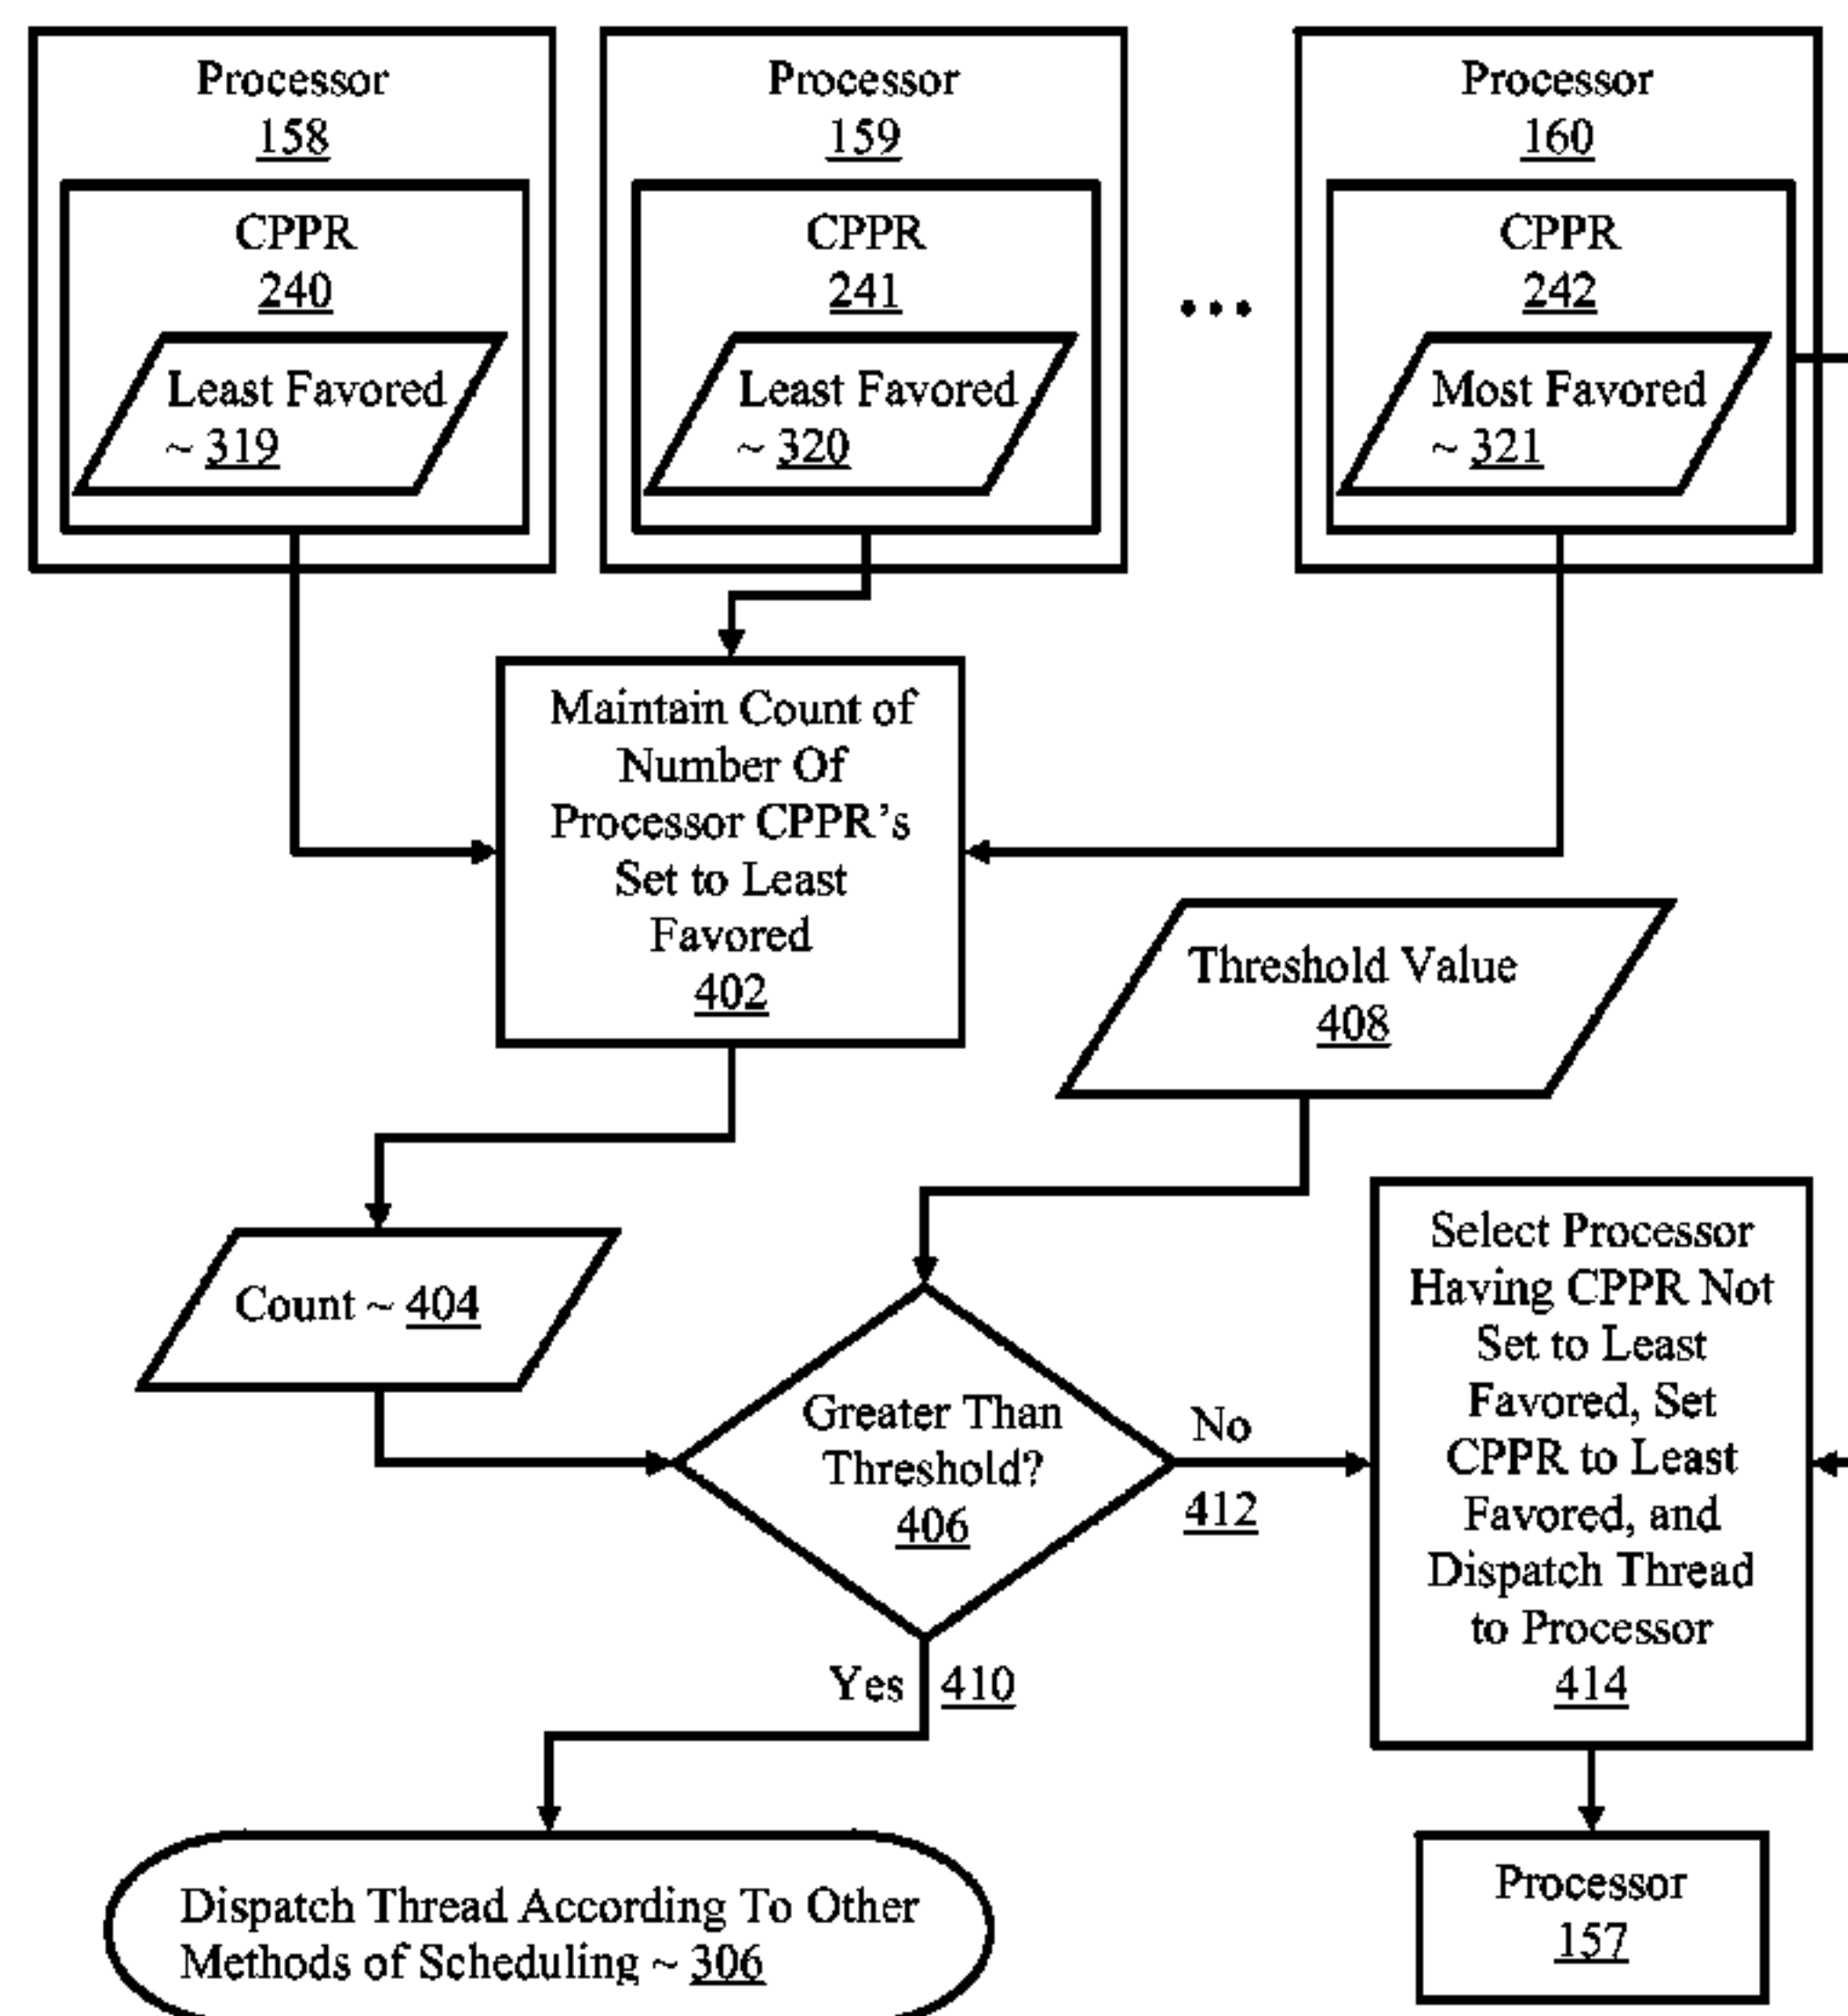 Processor
158
CPPR
240
Least Favored
~ 319
Processor
159
CPPR
241
Least Favored
~ 320
...
Processor
160
CPPR
242
Most Favored
~ 321
Maintain Count of
Number Of
Processor CPPR's
Set to Least
Favored
402
Threshold Value
408
Count ~ 404
Greater Than
Threshold?
406
No
412
Yes 410
Select Processor
Having CPPR Not
Set to Least
Favored, Set
CPPR to Least
Favored, and
Dispatch Thread
to Processor
414
Dispatch Thread According To Other
Methods of Scheduling ~ 306
Processor
157